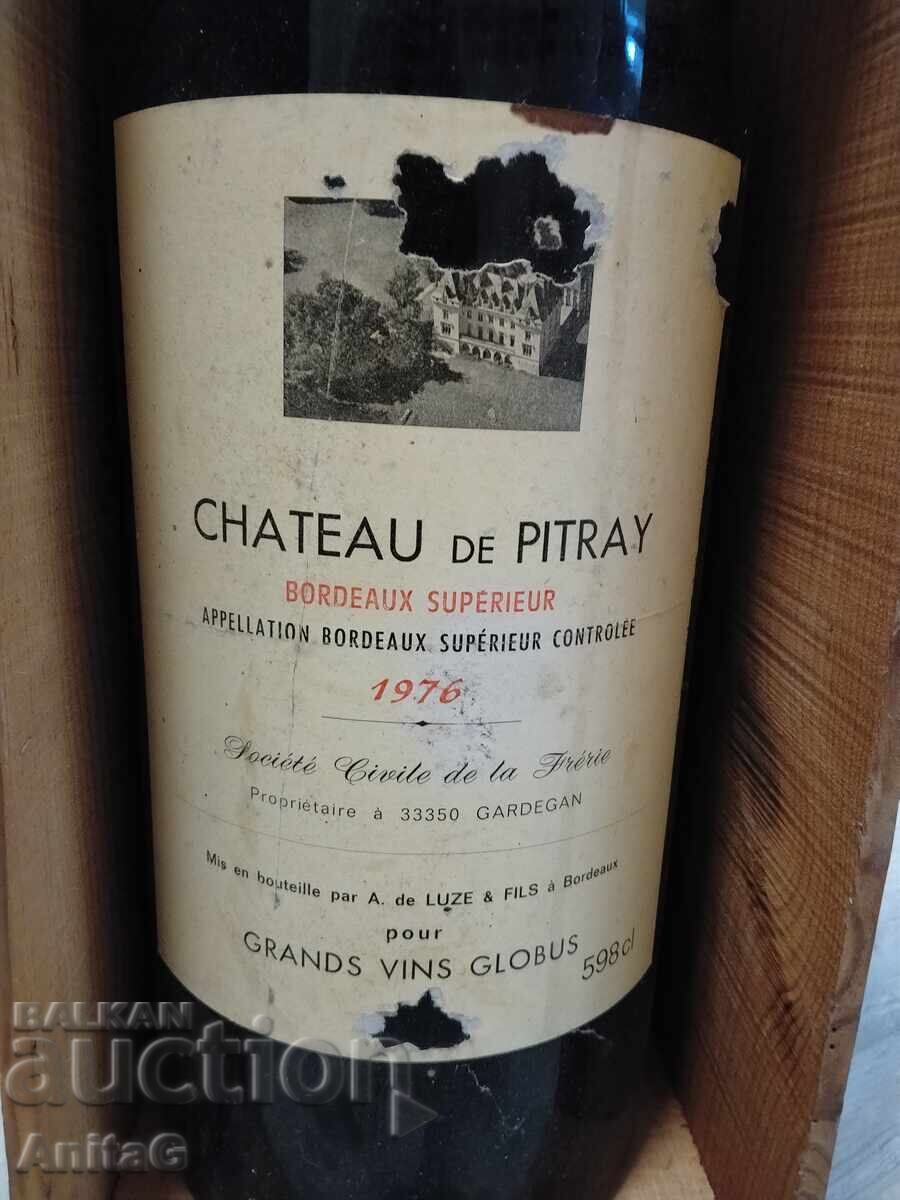 CHATEAU DE PITRAY
BORDEAUX SUPÉRIEUR
APPELLATION BORDEAUX SUPÉRIEUR CONTROLÉE
1976
Société Civile de la Frérie
Propriétaire à 33350 GARDEGAN
Mis en bouteille par A. de LUZE & FILS à Bordeaux
pour
GRANDS VINS GLOBUS 598cl
BALKAN
auction
AnitaG